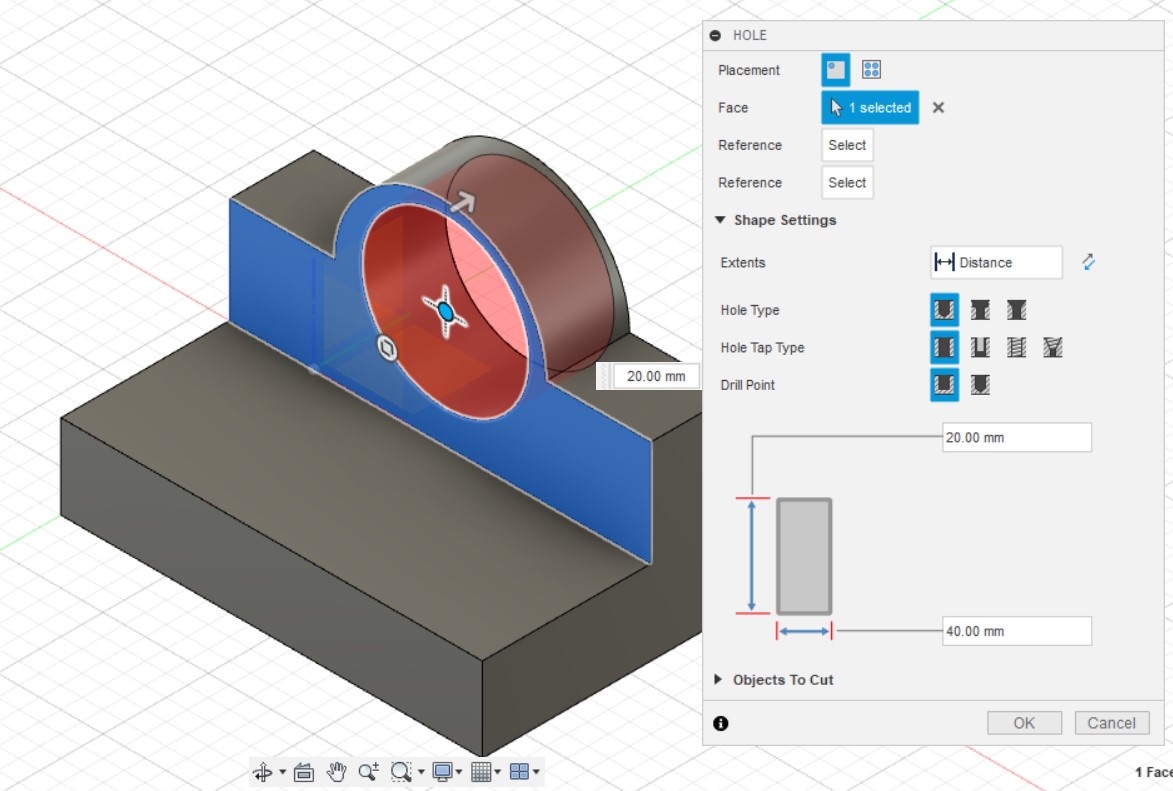 HOLE
Placement
Face 1 selected
Reference Select
Reference Select
Shape Settings
Extents Distance
Hole Type
Hole Tap Type
20.00 mm
Drill Point
20.00 mm
40.00 mm
Objects To Cut
OK Cancel
1 Face